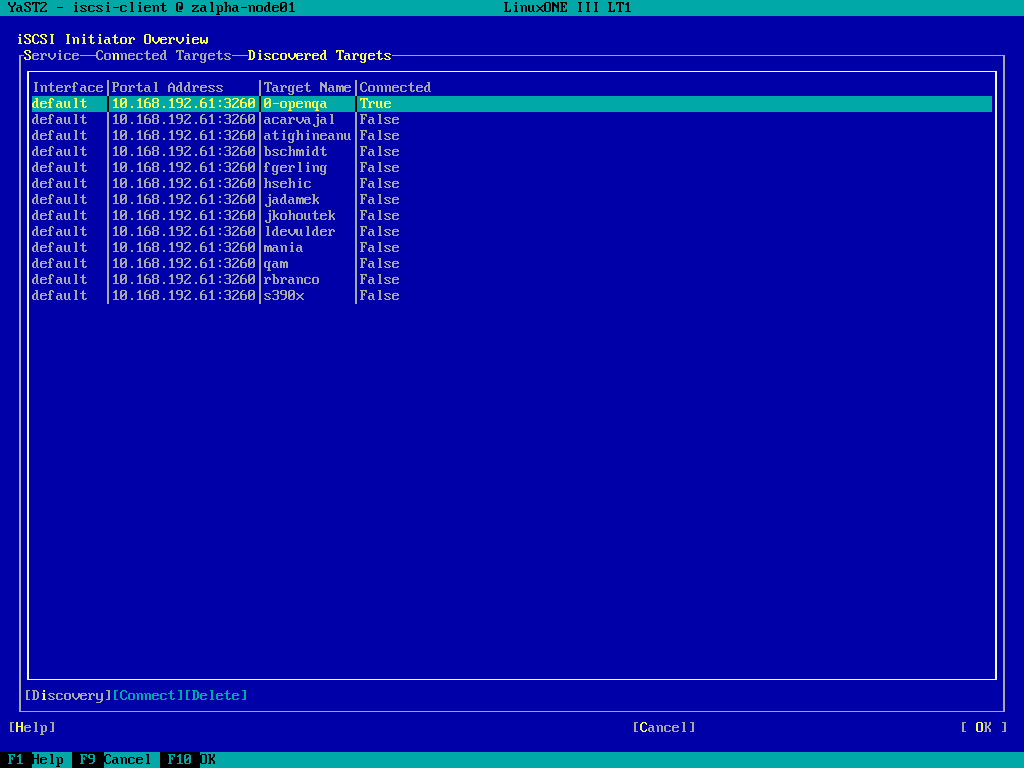 YaST2 - iscsi-client @ zalpha-node01 LinuxONE III LT1
iSCSI Initiator Overview
Service Connected Targets Discovered Targets
Interface|Portal Address |Target Name|Connected
default |10.168.192.61:3260|0-openqa |True
default |10.168.192.61:3260|acarvajal |False
default |10.168.192.61:3260|atighineanu|False
default |10.168.192.61:3260|bschmidt |False
default |10.168.192.61:3260|fgerling |False
default |10.168.192.61:3260|hsehic |False
default |10.168.192.61:3260|jadamek |False
default |10.168.192.61:3260|jkohoutek |False
default |10.168.192.61:3260|ldevulder |False
default |10.168.192.61:3260|mania |False
default |10.168.192.61:3260|qam |False
default |10.168.192.61:3260|rbranco |False
default |10.168.192.61:3260|s390x |False
[Discovery][Connect][Delete]
[Help] [Cancel] [ OK ]
F1 Help F9 Cancel F10 OK